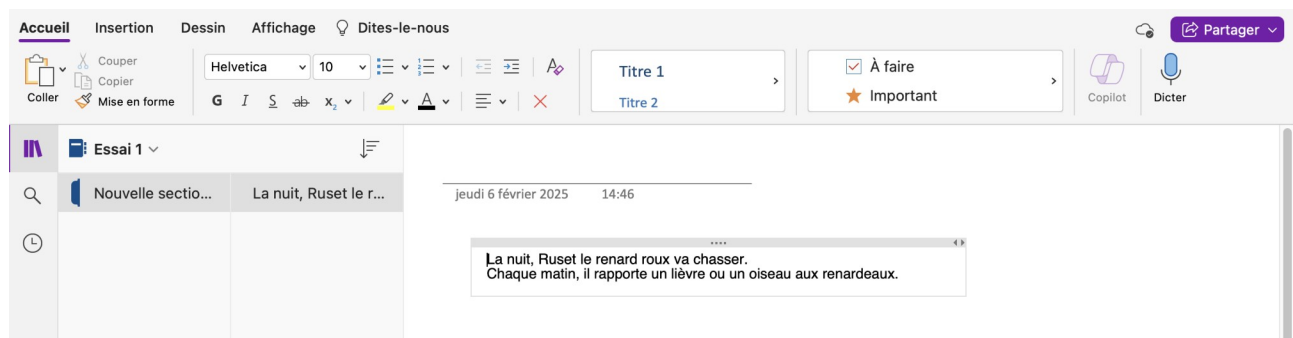 Accueil Insertion Dessin Affichage Dites-le-nous Partager
Coller
Couper
Copier
Mise en forme
Helvetica 10
G I S ab x₂ A
Titre 1
Titre 2
À faire
Important
Copilot
Dicter
Essai 1
Nouvelle sectio... La nuit, Ruset le r...
jeudi 6 février 2025 14:46
La nuit, Ruset le renard roux va chasser.
Chaque matin, il rapporte un lièvre ou un oiseau aux renardeaux.